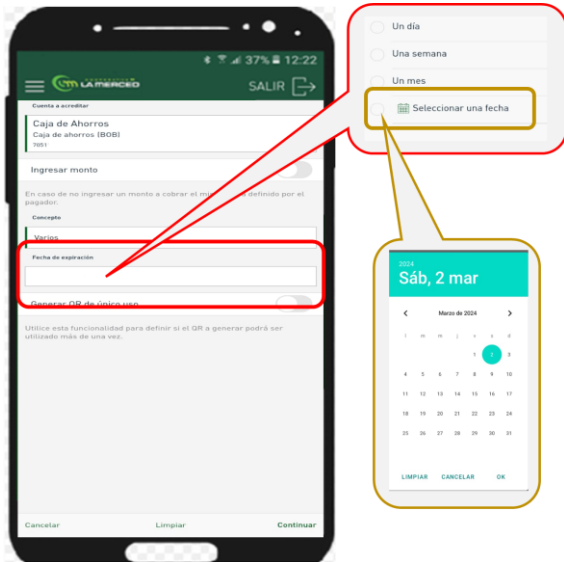 37% 12:22
LA MERCED
SALIR
Cuenta a acreditar
Caja de Ahorros
Caja de ahorros (BOB)
7051
Ingresar monto
En caso de no ingresar un monto a cobrar el mi definido por el
pagador.
Concepto
Varios
Fecha de expiración
Generar QR de único uso
Utilice esta funcionalidad para definir si el QR a generar podrá ser
utilizado más de una vez.
Cancelar Limpiar Continuar
Un día
Una semana
Un mes
Seleccionar una fecha
2024
Sáb, 2 mar
< Marzo de 2024 >
l m m j v s d
1 2 3
4 5 6 7 8 9 10
11 12 13 14 15 16 17
18 19 20 21 22 23 24
25 26 27 28 29 30 31
LIMPIAR CANCELAR OK